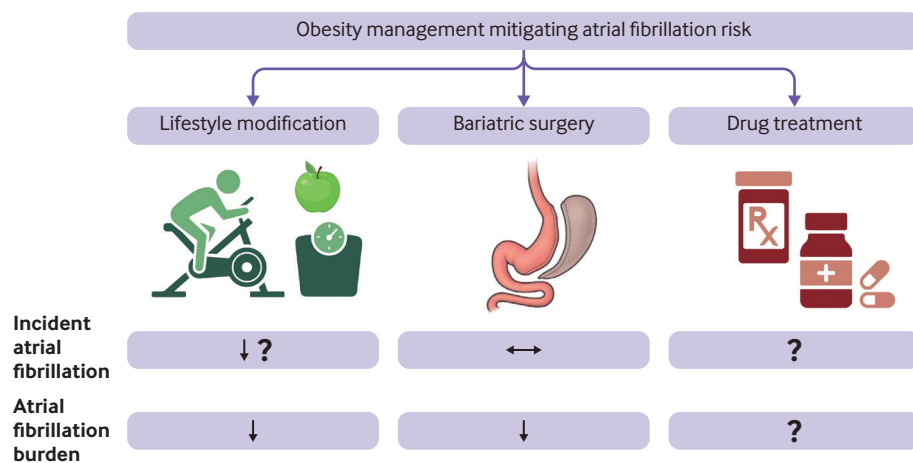 Obesity management mitigating atrial fibrillation risk
Lifestyle modification
Bariatric surgery
Drug treatment
Rx
+
Incident
atrial
fibrillation
↓ ?
↔
?
Atrial
fibrillation
burden
↓
↓
?